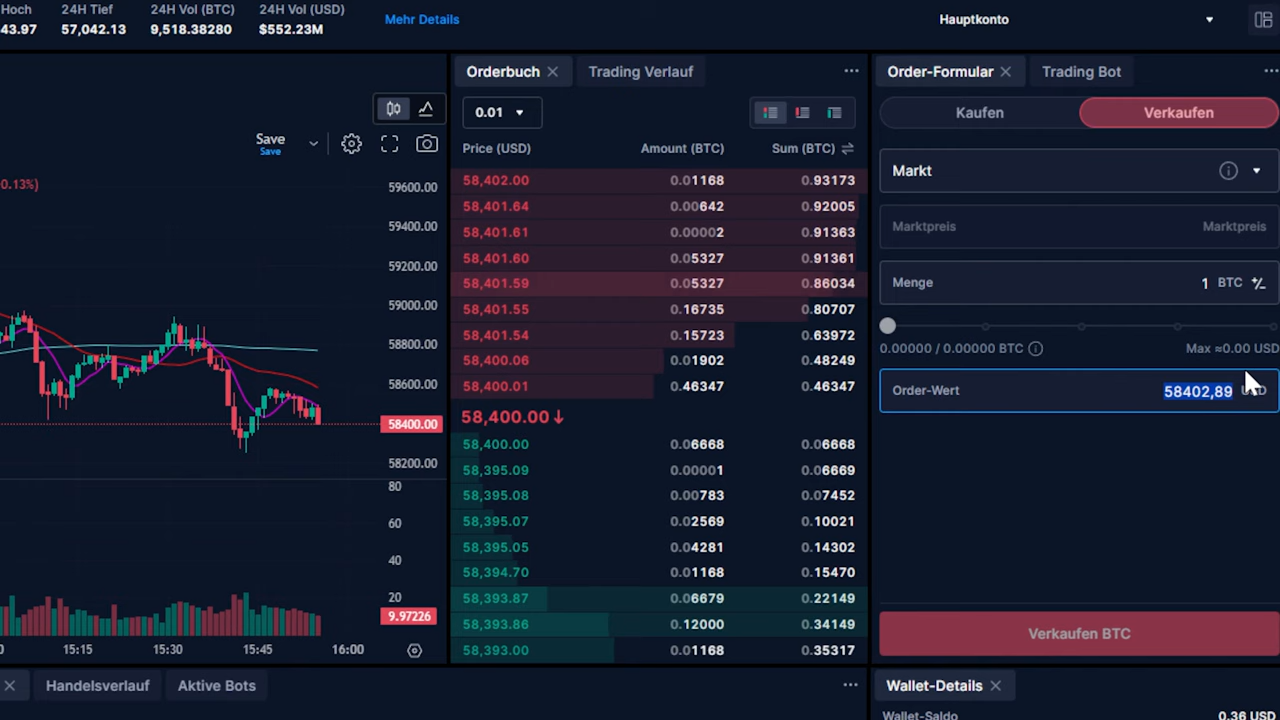 Hoch
43.97
24H Tief
57,042.13
24H Vol (BTC)
9,518.38280
24H Vol (USD)
$552.23M
Mehr Details
Hauptkonto
Save
Save
0.13%)
59600.00
59400.00
59200.00
59000.00
58800.00
58600.00
58400.00
58200.00
80
60
40
20
9.97226
15:15
15:30
15:45
16:00
Orderbuch
Trading Verlauf
0.01
Price (USD) Amount (BTC) Sum (BTC)
58,402.00 0.01168 0.93173
58,401.64 0.00642 0.92005
58,401.61 0.00002 0.91363
58,401.60 0.05327 0.91361
58,401.59 0.05327 0.86034
58,401.55 0.16735 0.80707
58,401.54 0.15723 0.63972
58,400.06 0.01902 0.48249
58,400.01 0.46347 0.46347
58,400.00↓
58,400.00 0.06668 0.06668
58,395.09 0.00001 0.06669
58,395.08 0.00783 0.07452
58,395.07 0.02569 0.10021
58,395.05 0.04281 0.14302
58,394.70 0.01168 0.15470
58,393.87 0.06679 0.22149
58,393.86 0.12000 0.34149
58,393.00 0.01168 0.35317
Order-Formular
Trading Bot
Kaufen
Verkaufen
Markt
Marktpreis Marktpreis
Menge 1 BTC
0.00000 / 0.00000 BTC Max ≈0.00 USD
Order-Wert 58402,89
Verkaufen BTC
Handelsverlauf
Aktive Bots
Wallet-Details
Wallet-Saldo 0.36 USD